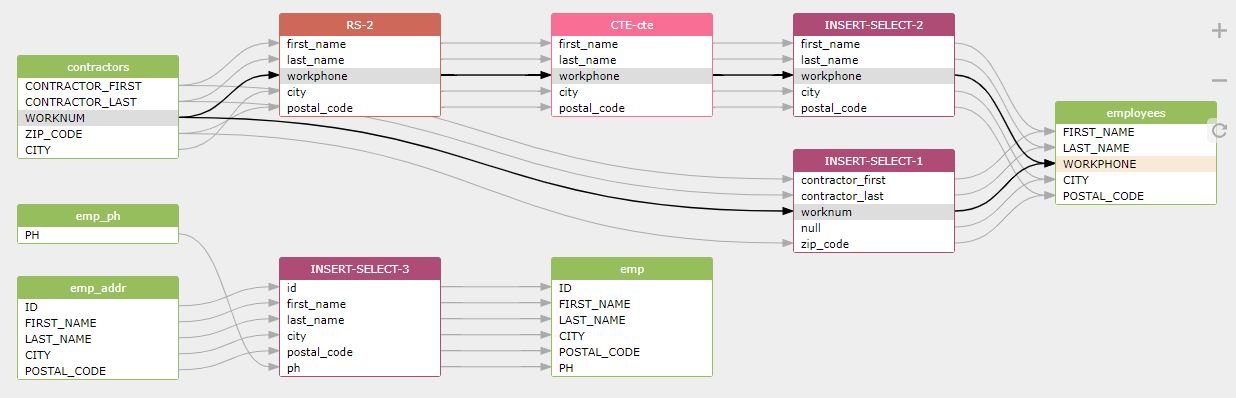 contractors
CONTRACTOR_FIRST
CONTRACTOR_LAST
WORKNUM
ZIP_CODE
CITY
emp_ph
PH
emp_addr
ID
FIRST_NAME
LAST_NAME
CITY
POSTAL_CODE
RS-2
first_name
last_name
workphone
city
postal_code
INSERT-SELECT-3
id
first_name
last_name
city
postal_code
ph
CTE-cte
first_name
last_name
workphone
city
postal_code
emp
ID
FIRST_NAME
LAST_NAME
CITY
POSTAL_CODE
PH
INSERT-SELECT-2
first_name
last_name
workphone
city
postal_code
INSERT-SELECT-1
contractor_first
contractor_last
worknum
null
zip_code
employees
FIRST_NAME
LAST_NAME
WORKPHONE
CITY
POSTAL_CODE